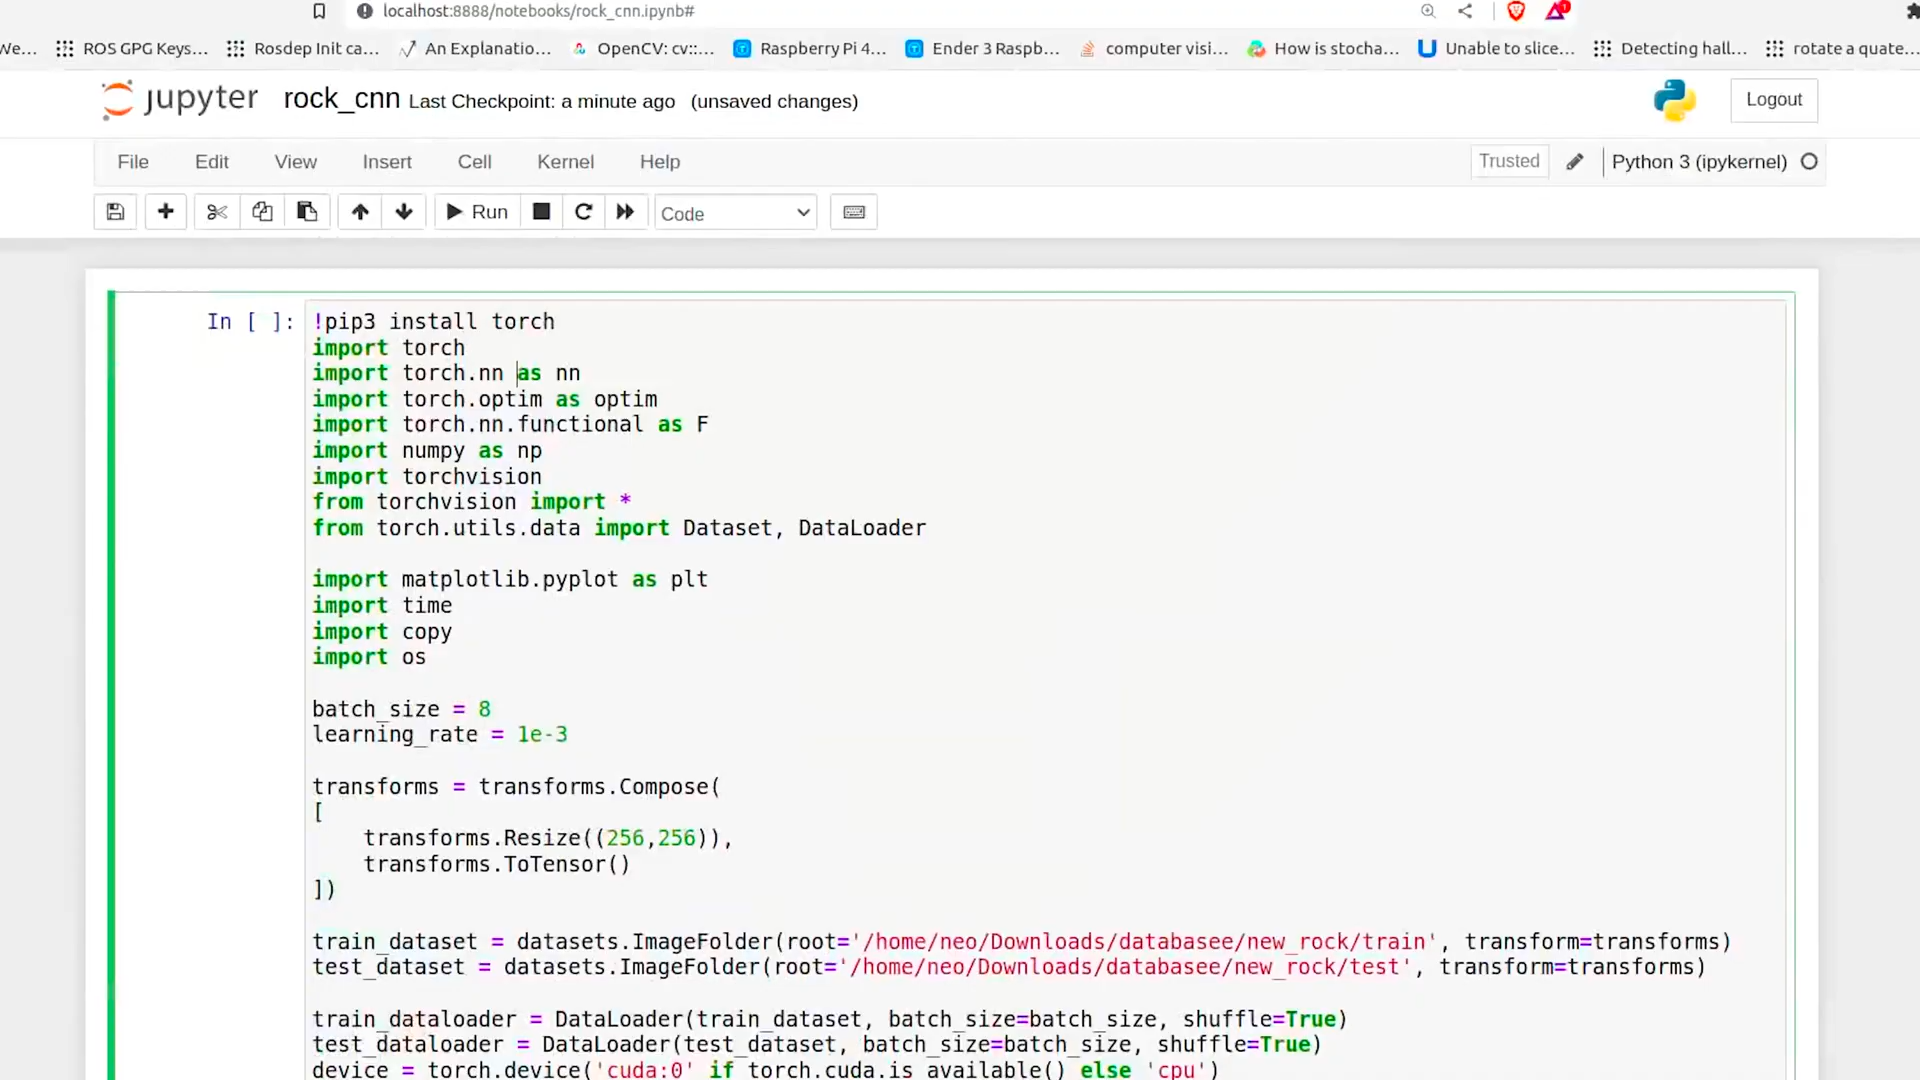 localhost:8888/notebooks/rock_cnn.ipynb#
We... ROS GPG Keys... Rosdep Init ca... An Explanatio... OpenCV: cv::... Raspberry Pi 4... Ender 3 Raspb... computer visi... How is stocha... Unable to slice... Detecting hall... rotate a quate...
jupyter rock_cnn Last Checkpoint: a minute ago (unsaved changes) Logout
File Edit View Insert Cell Kernel Help Trusted Python 3 (ipykernel)
Run Code
In [ ]: !pip3 install torch
import torch
import torch.nn as nn
import torch.optim as optim
import torch.nn.functional as F
import numpy as np
import torchvision
from torchvision import *
from torch.utils.data import Dataset, DataLoader
import matplotlib.pyplot as plt
import time
import copy
import os
batch_size = 8
learning_rate = 1e-3
transforms = transforms.Compose(
[
transforms.Resize((256,256)),
transforms.ToTensor()
])
train_dataset = datasets.ImageFolder(root='/home/neo/Downloads/databasee/new_rock/train', transform=transforms)
test_dataset = datasets.ImageFolder(root='/home/neo/Downloads/databasee/new_rock/test', transform=transforms)
train_dataloader = DataLoader(train_dataset, batch_size=batch_size, shuffle=True)
test_dataloader = DataLoader(test_dataset, batch_size=batch_size, shuffle=True)
device = torch.device('cuda:0' if torch.cuda.is_available() else 'cpu')